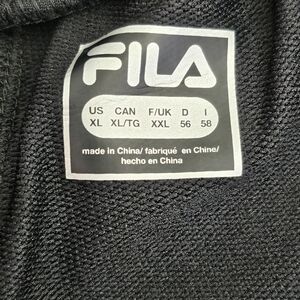 FILA
US CAN F/UK D I
XL XL/TG XXL 56 58
made in China/ fabriqué en Chine/
hecho en China